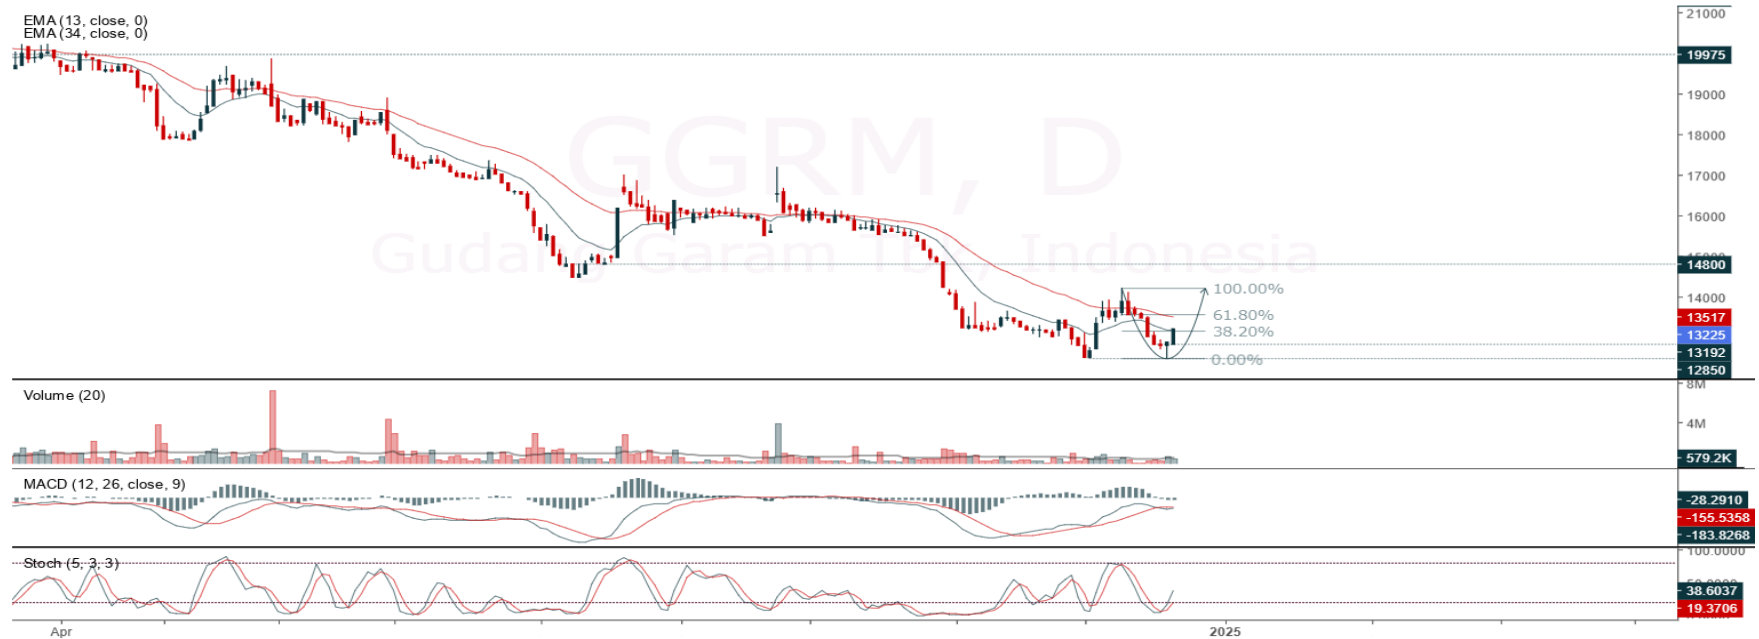 EMA (13, close, 0)
EMA (34, close, 0)
GGRM, D
Gudang Garam Tbk, Indonesia
21000
19975
19000
18000
17000
16000
14800
14000
13517
13225
13192
12850
100.00%
61.80%
38.20%
0.00%
Volume (20)
8M
4M
579.2K
MACD (12, 26, close, 9)
-28.2910
-155.5358
-183.8268
Stoch (5, 3, 3)
100.0000
38.6037
19.3706
Apr
2025